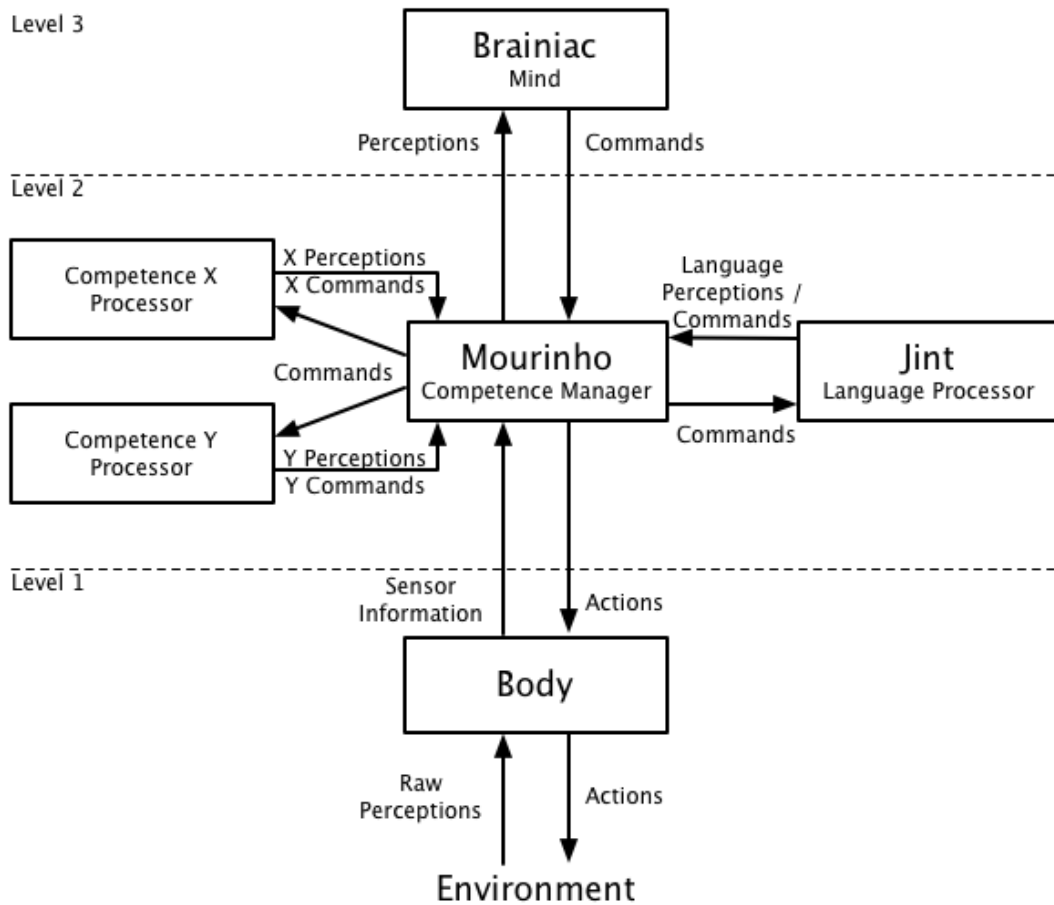 Level 3
Brainiac
Mind
Perceptions
Commands
Level 2
Competence X
Processor
X Perceptions
X Commands
Language
Perceptions /
Commands
Mourinho
Competence Manager
Jint
Language Processor
Commands
Commands
Competence Y
Processor
Y Perceptions
Y Commands
Level 1
Sensor
Information
Actions
Body
Raw
Perceptions
Actions
Environment